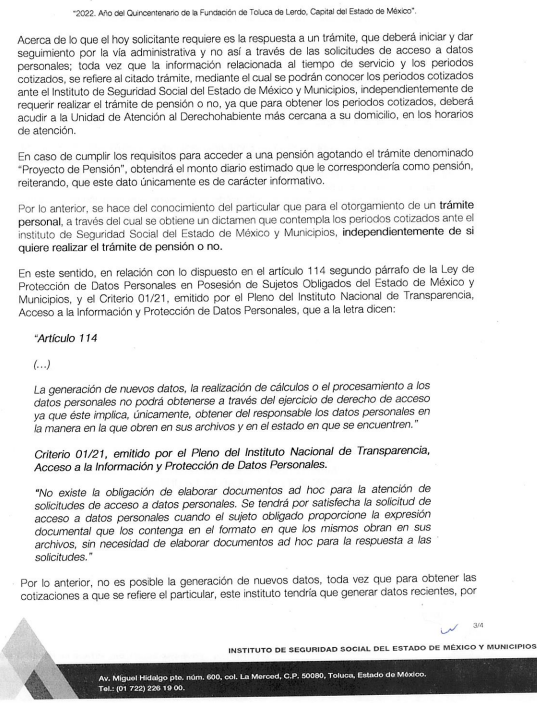 "2022. Año del Quincentenario de la Fundación de Toluca de Lerdo, Capital del Estado de México".
Acerca de lo que el hoy solicitante requiere es la respuesta a un trámite, que deberá iniciar y dar
seguimiento por la vía administrativa y no así a través de las solicitudes de acceso a datos
personales; toda vez que la información relacionada al tiempo de servicio y los periodos
cotizados, se refiere al citado trámite, mediante el cual se podrán conocer los periodos cotizados
ante el Instituto de Seguridad Social del Estado de México y Municipios, independientemente de
requerir realizar el trámite de pensión o no, ya que para obtener los periodos cotizados, deberá
acudir a la Unidad de Atención al Derechohabiente más cercana a su domicilio, en los horarios
de atención.
En caso de cumplir los requisitos para acceder a una pensión agotando el trámite denominado
"Proyecto de Pensión", obtendrá el monto diario estimado que le correspondería como pensión,
reiterando, que este dato únicamente es de carácter informativo.
Por lo anterior, se hace del conocimiento del particular que para el otorgamiento de un trámite
personal, a través del cual se obtiene un dictamen que contempla los periodos cotizados ante el
instituto de Seguridad Social del Estado de México y Municipios, independientemente de si
quiere realizar el trámite de pensión o no.
En este sentido, en relación con lo dispuesto en el artículo 114 segundo párrafo de la Ley de
Protección de Datos Personales en Posesión de Sujetos Obligados del Estado de México y
Municipios, y el Criterio 01/21, emitido por el Pleno del Instituto Nacional de Transparencia,
Acceso a la Información y Protección de Datos Personales, que a la letra dicen:
"Artículo 114
(...)
La generación de nuevos datos, la realización de cálculos o el procesamiento a los
datos personales no podrá obtenerse a través del ejercicio de derecho de acceso
ya que éste implica, únicamente, obtener del responsable los datos personales en
la manera en la que obren en sus archivos y en el estado en que se encuentren."
Criterio 01/21, emitido por el Pleno del Instituto Nacional de Transparencia,
Acceso a la Información y Protección de Datos Personales.
"No existe la obligación de elaborar documentos ad hoc para la atención de
solicitudes de acceso a datos personales. Se tendrá por satisfecha la solicitud de
acceso a datos personales cuando el sujeto obligado proporcione la expresión
documental que los contenga en el formato en que los mismos obran en sus
archivos, sin necesidad de elaborar documentos ad hoc para la respuesta a las
solicitudes."
Por lo anterior, no es posible la generación de nuevos datos, toda vez que para obtener las
cotizaciones a que se refiere el particular, este instituto tendría que generar datos recientes, por
3/4
INSTITUTO DE SEGURIDAD SOCIAL DEL ESTADO DE MÉXICO Y MUNICIPIOS
Av. Miguel Hidalgo pte. núm. 600, col. La Merced, C.P. 50080, Toluca, Estado de México.
Tel.: (01 722) 226 19 00.